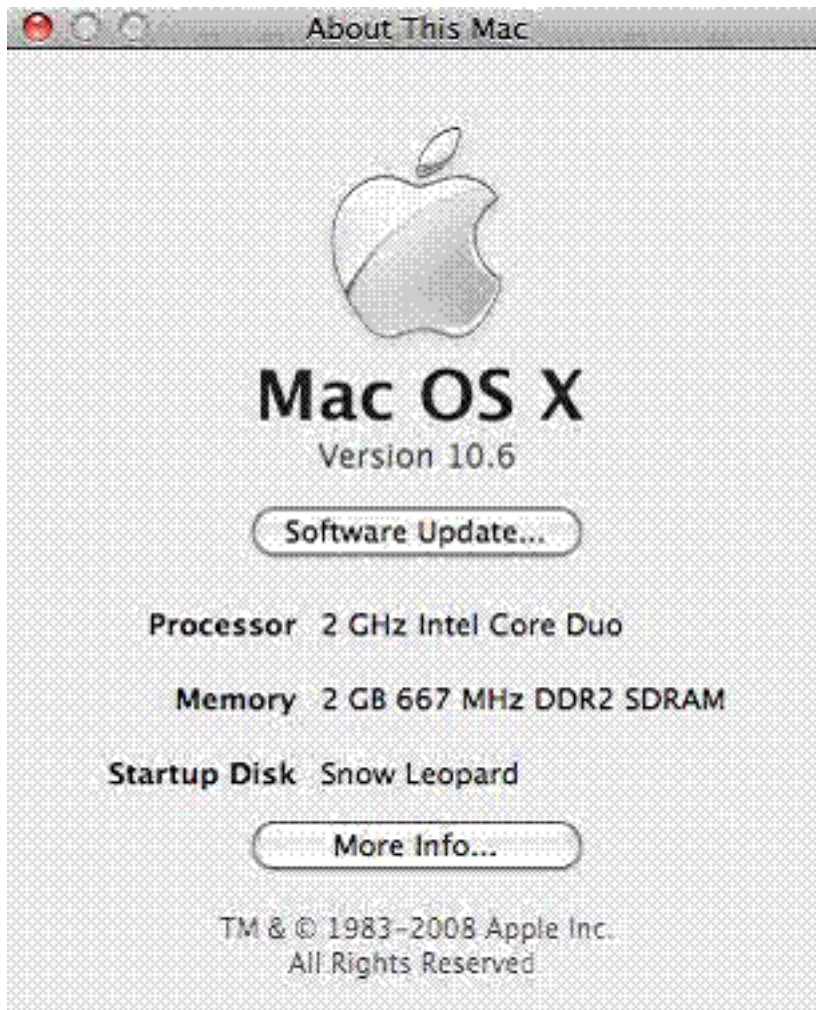 About This Mac
Mac OS X
Version 10.6
Software Update...
Processor 2 GHz Intel Core Duo
Memory 2 GB 667 MHz DDR2 SDRAM
Startup Disk Snow Leopard
More Info...
TM & © 1983–2008 Apple Inc.
All Rights Reserved